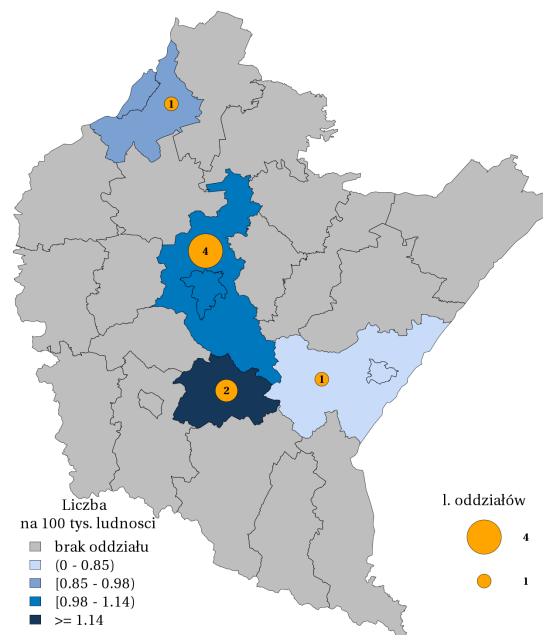 1
4
2
1
Liczba
na 100 tys. ludnosci
brak oddziału
(0 - 0.85)
[0.85 - 0.98)
[0.98 - 1.14)
>= 1.14
l. oddziałów
4
1